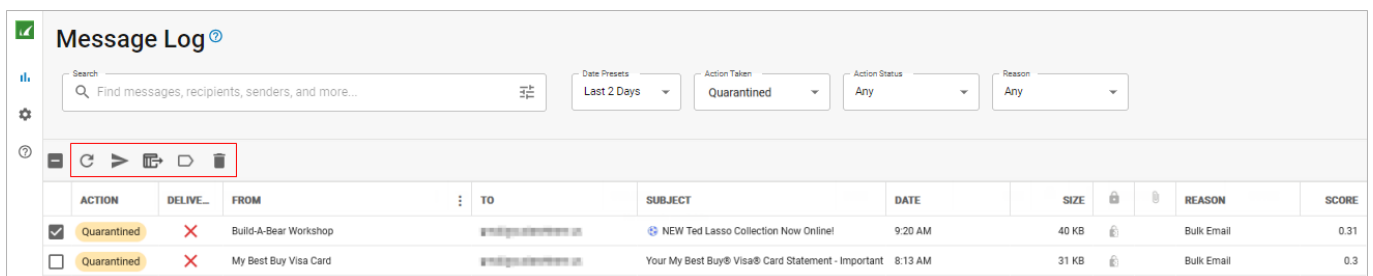 Message Log
Search
Find messages, recipients, senders, and more...
Date Presets
Last 2 Days
Action Taken
Quarantined
Action Status
Any
Reason
Any
ACTION DELIVE... FROM TO SUBJECT DATE SIZE REASON SCORE
Quarantined Build-A-Bear Workshop NEW Ted Lasso Collection Now Online! 9:20 AM 40 KB Bulk Email 0.31
Quarantined My Best Buy Visa Card Your My Best Buy® Visa® Card Statement - Important 8:13 AM 31 KB Bulk Email 0.3